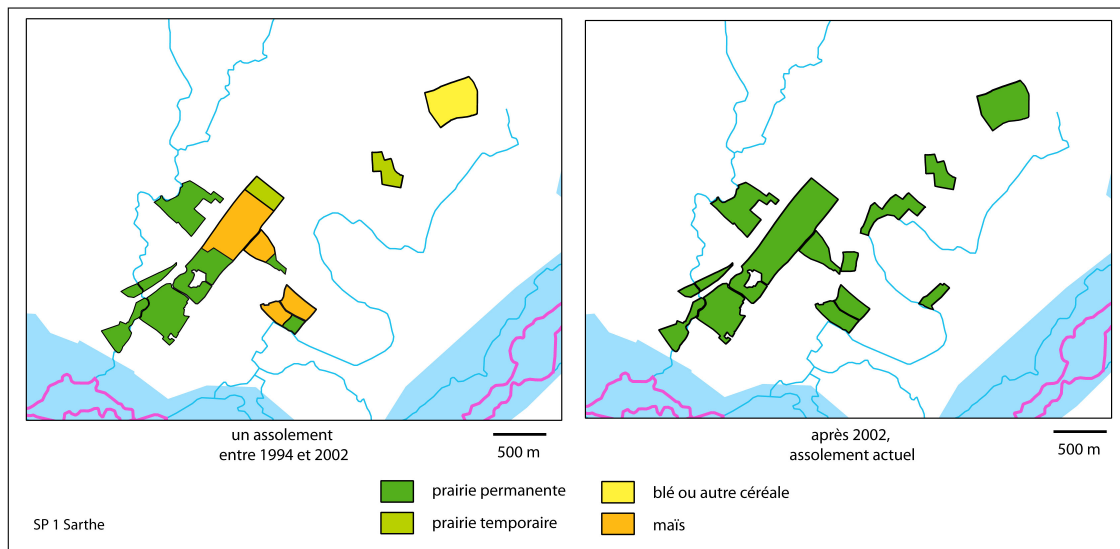 un assolement
entre 1994 et 2002
500 m
après 2002,
assolement actuel
500 m
prairie permanente
blé ou autre céréale
prairie temporaire
maïs
SP 1 Sarthe